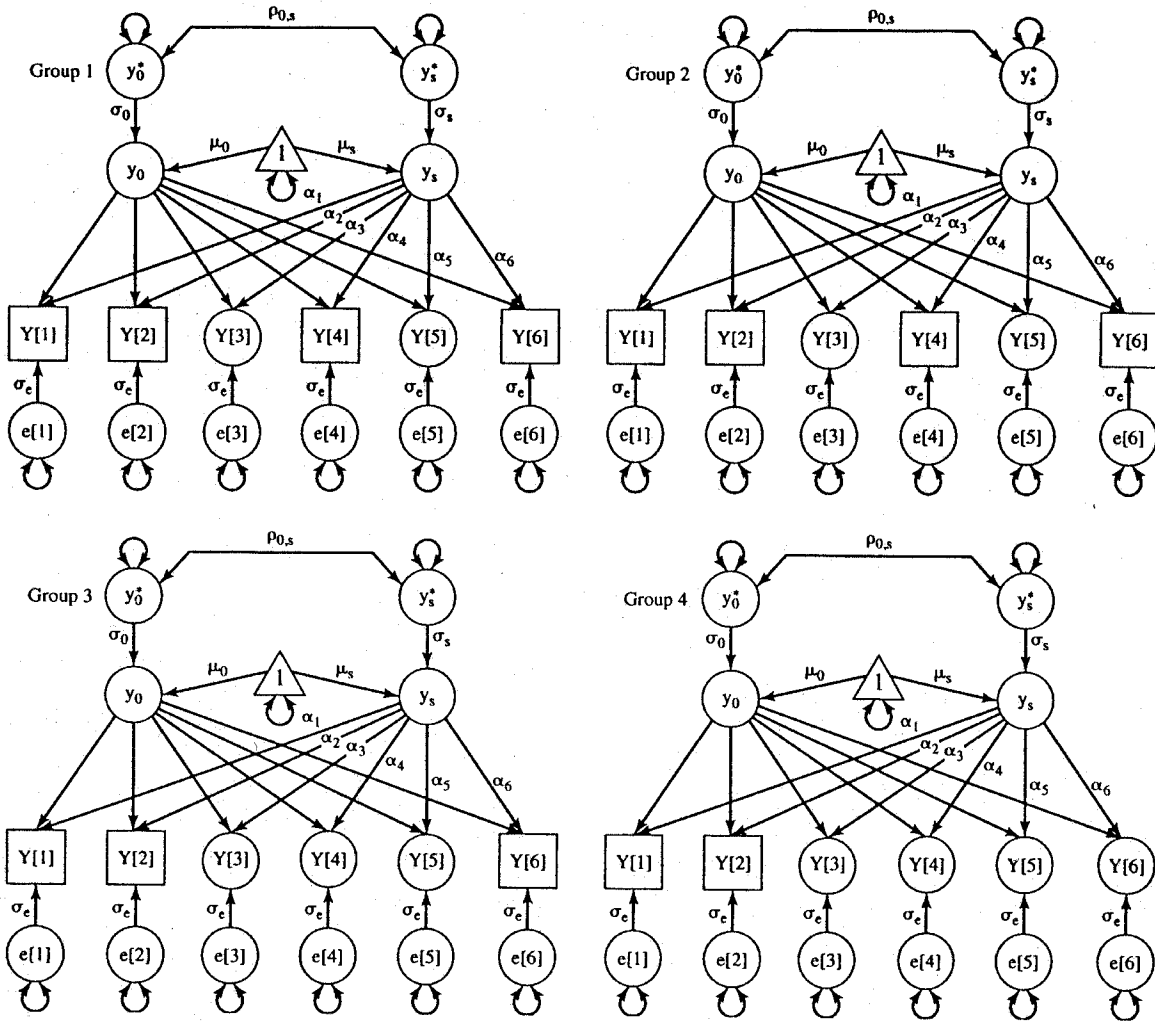 ρ0,s ρ0,s
Group 1 y0* ys* Group 2 y0* ys*
σ0 σs σ0 σs
μ0 1 μs μ0 1 μs
y0 ys y0 ys
α1 α2 α3 α4 α5 α6 α1 α2 α3 α4 α5 α6
Y[1] Y[2] Y[3] Y[4] Y[5] Y[6] Y[1] Y[2] Y[3] Y[4] Y[5] Y[6]
σe σe σe σe σe σe σe σe σe σe σe σe
e[1] e[2] e[3] e[4] e[5] e[6] e[1] e[2] e[3] e[4] e[5] e[6]
ρ0,s ρ0,s
Group 3 y0* ys* Group 4 y0* ys*
σ0 σs σ0 σs
μ0 1 μs μ0 1 μs
y0 ys y0 ys
α1 α2 α3 α4 α5 α6 α1 α2 α3 α4 α5 α6
Y[1] Y[2] Y[3] Y[4] Y[5] Y[6] Y[1] Y[2] Y[3] Y[4] Y[5] Y[6]
σe σe σe σe σe σe σe σe σe σe σe σe
e[1] e[2] e[3] e[4] e[5] e[6] e[1] e[2] e[3] e[4] e[5] e[6]